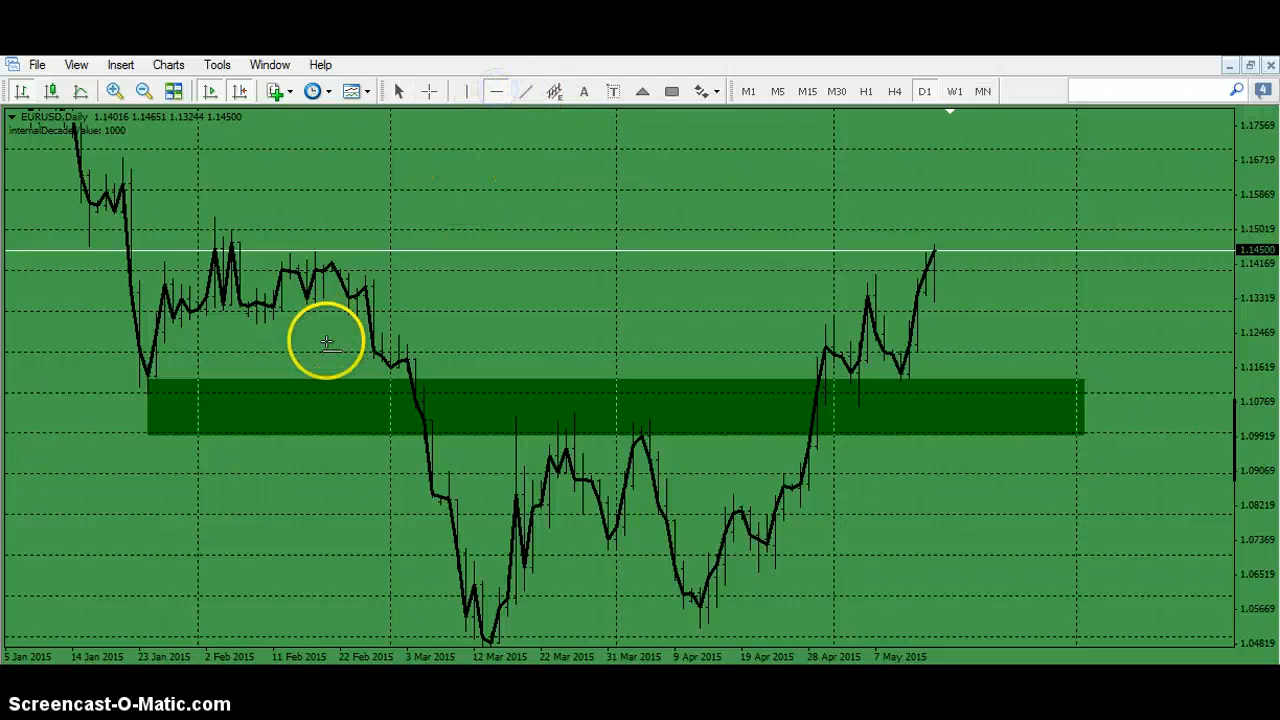 File View Insert Charts Tools Window Help
A T M1 M5 M15 M30 H1 H4 D1 W1 MN 4
EURUSD,Daily 1.14016 1.14651 1.13244 1.14500
InternalDecadeValue: 1000
1.17569
1.16719
1.15869
1.15019
1.14500
1.14169
1.13319
1.12469
1.11619
1.10769
1.09919
1.09069
1.08219
1.07369
1.06519
1.05669
1.04819
5 Jan 2015 14 Jan 2015 23 Jan 2015 2 Feb 2015 11 Feb 2015 22 Feb 2015 3 Mar 2015 12 Mar 2015 22 Mar 2015 31 Mar 2015 9 Apr 2015 19 Apr 2015 28 Apr 2015 7 May 2015
Screencast-O-Matic.com